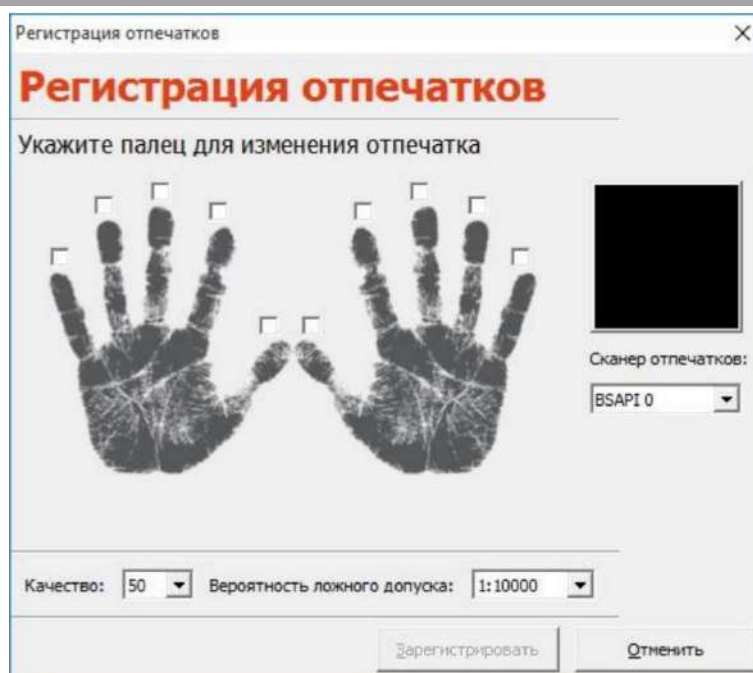 Регистрация отпечатков
Регистрация отпечатков
Укажите палец для изменения отпечатка
Сканер отпечатков:
BSAPI 0
Качество: 50 Вероятность ложного допуска: 1:10000
Зарегистрировать Отменить